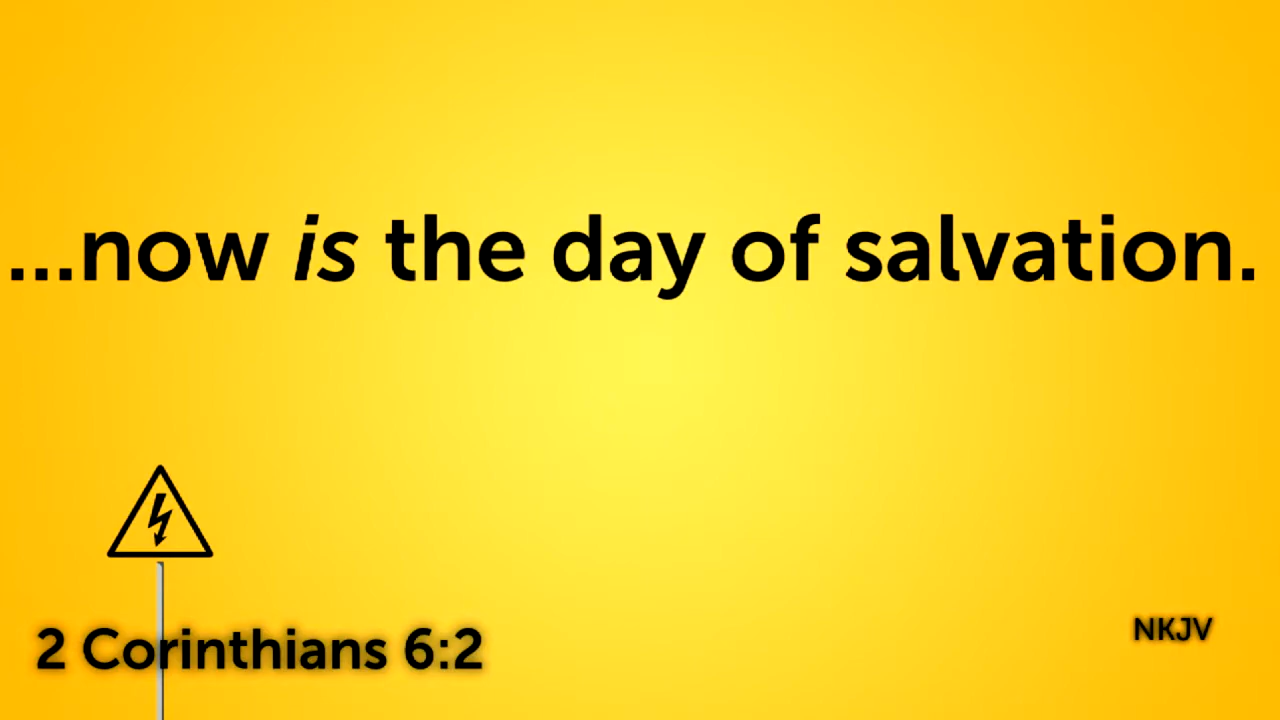 ...now is the day of salvation.
2 Corinthians 6:2
NKJV